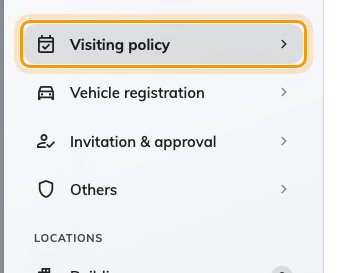 Visiting policy
Vehicle registration
Invitation & approval
Others
LOCATIONS